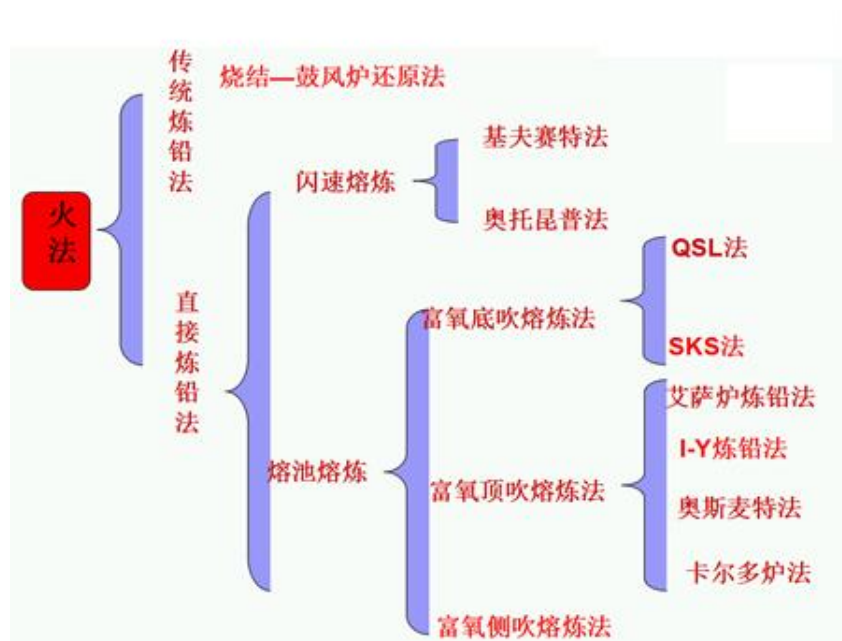 火法
传统炼铅法
烧结—鼓风炉还原法
直接炼铅法
闪速熔炼
基夫赛特法
奥托昆普法
熔池熔炼
富氧底吹熔炼法
QSL法
SKS法
富氧顶吹熔炼法
艾萨炉炼铅法
I-Y炼铅法
奥斯麦特法
卡尔多炉法
富氧侧吹熔炼法